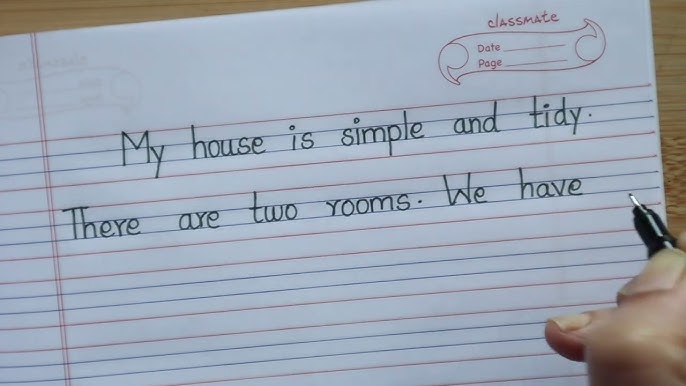 classmate
Date
Page
My house is simple and tidy.
There are two rooms. We have